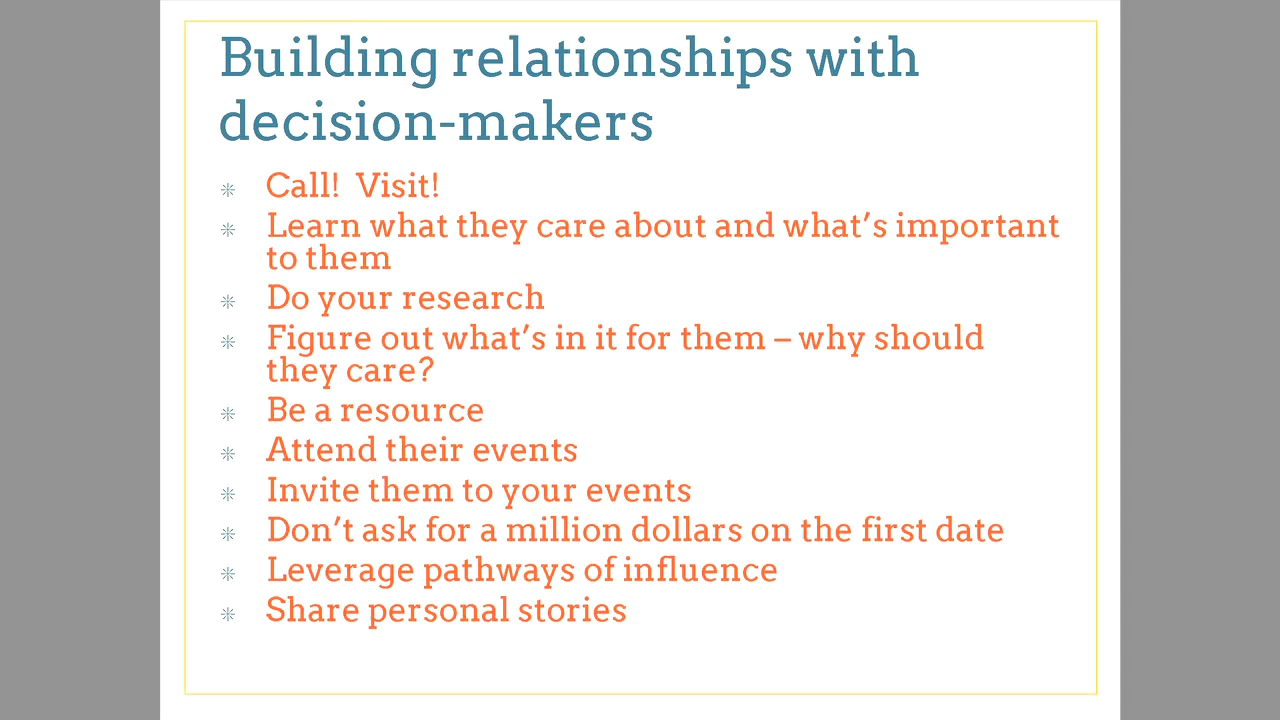 Building relationships with
decision-makers
Call!  Visit!
Learn what they care about and what’s important
to them
Do your research
Figure out what’s in it for them – why should
they care?
Be a resource
Attend their events
Invite them to your events
Don’t ask for a million dollars on the first date
Leverage pathways of influence
Share personal stories